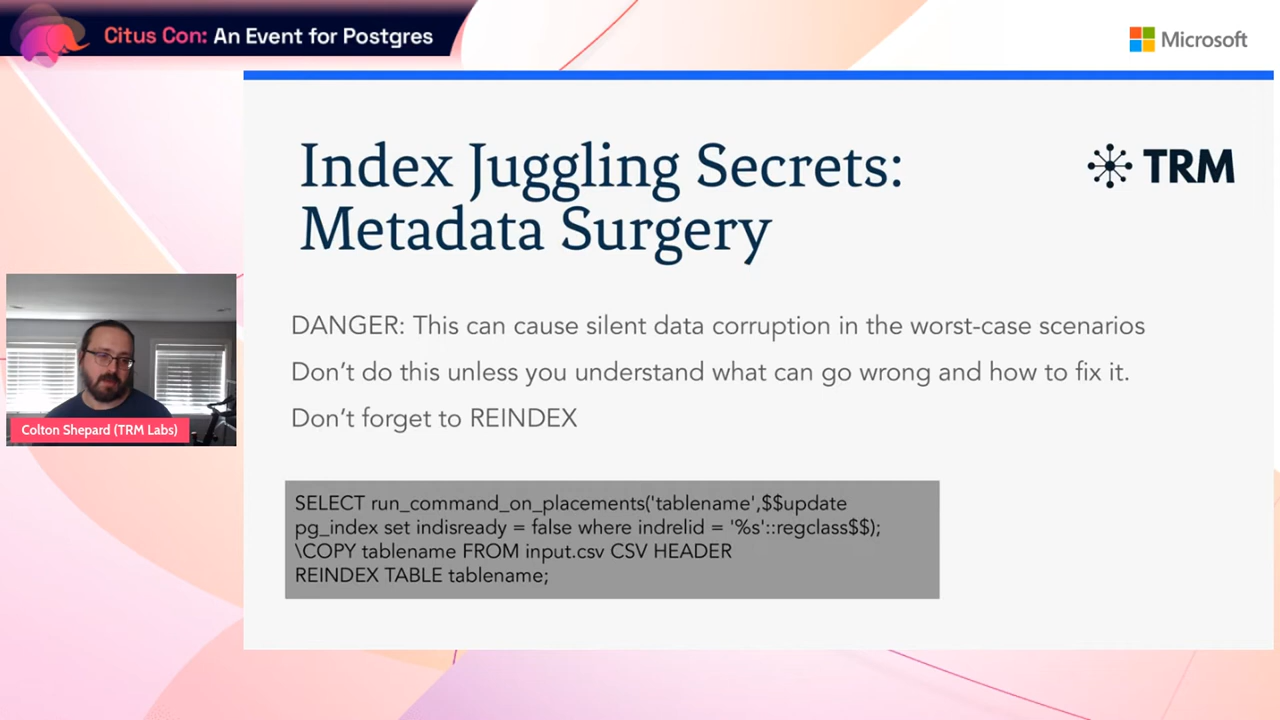 Citus Con: An Event for Postgres
Microsoft
Index Juggling Secrets:
Metadata Surgery
TRM
DANGER: This can cause silent data corruption in the worst-case scenarios
Don't do this unless you understand what can go wrong and how to fix it.
Don't forget to REINDEX
Colton Shepard (TRM Labs)
SELECT run_command_on_placements('tablename',$$update
pg_index set indisready = false where indrelid = '%s'::regclass$$);
\COPY tablename FROM input.csv CSV HEADER
REINDEX TABLE tablename;